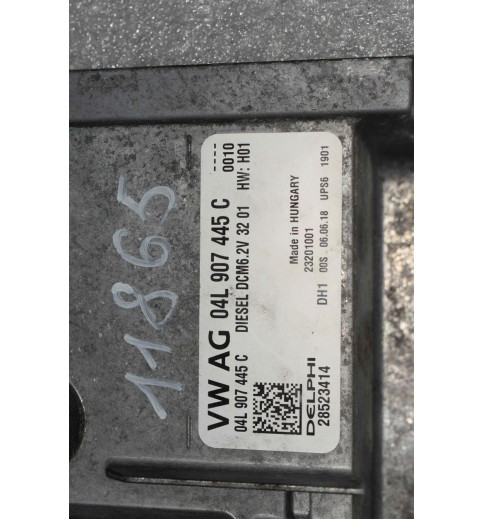 11865
VW AG 04L 907 445 C ----
04L 907 445 C DIESEL DCM6.2V 32 01 0010
HW: H01
Made in HUNGARY
23201001
DELPHI
28523414 DH1 00S 06.06.18 UPS6 1901